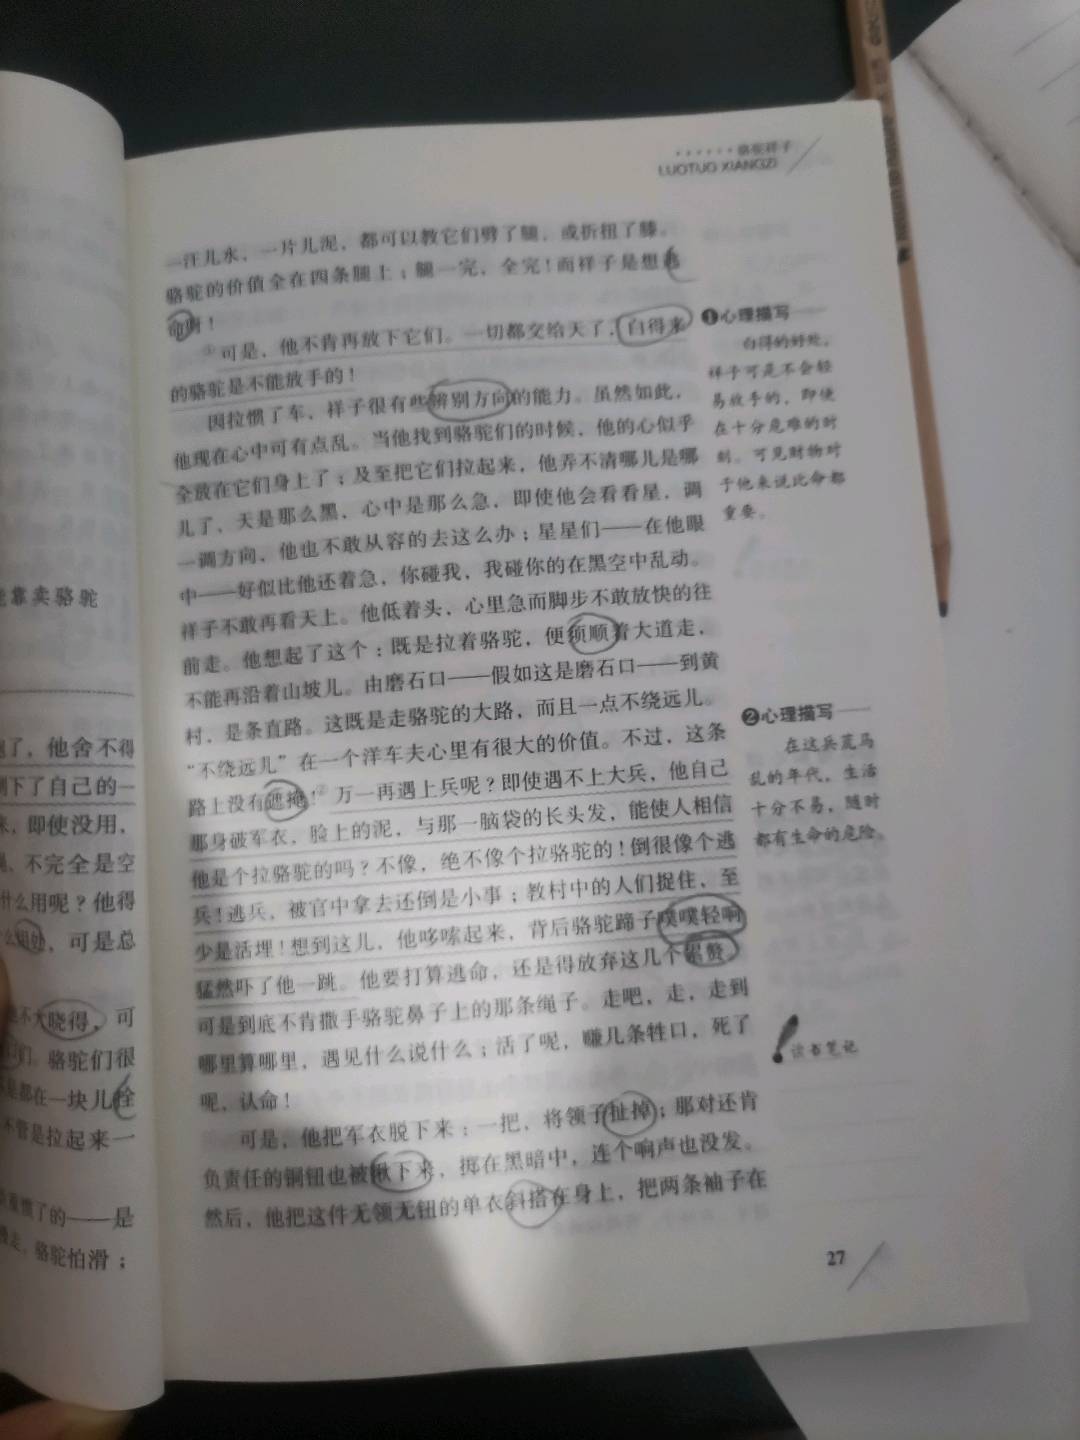 骆驼祥子
LUOTUO XIANGZI
一汪儿水，一片儿泥，都可以教它们劈了腿，或折扭了膝。
骆驼的价值全在四条腿上；腿一完，全完！而祥子是想逃
命啊！
①可是，他不肯再放下它们。一切都交给天了，白得来
的骆驼是不能放手的！
因拉惯了车，祥子很有些辨别方向的能力。虽然如此，
他现在心中可有点乱。当他找到骆驼们的时候，他的心似乎
全放在它们身上了；及至把它们拉起来，他弄不清哪儿是哪
儿了，天是那么黑，心中是那么急，即使他会看看星，调
一调方向，他也不敢从容的去这么办；星星们——在他眼
中——好似比他还着急，你碰我，我碰你的在黑空中乱动。
祥子不敢再看天上。他低着头，心里急而脚步不敢放快的往
前走。他想起了这个：既是拉着骆驼，便须顺着大道走，
不能再沿着山坡儿。由磨石口——假如这是磨石口——到黄
村，是条直路。这既是走骆驼的大路，而且一点不绕远儿。
“不绕远儿”在一个洋车夫心里有很大的价值。不过，这条
路上没有遮掩！②万一再遇上兵呢？即使遇不上大兵，他自己
那身破军衣，脸上的泥，与那一脑袋的长头发，能使人相信
他是个拉骆驼的吗？不像，绝不像个拉骆驼的！倒很像个逃
兵！逃兵，被官中拿去还倒是小事；教村中的人们捉住，至
少是活埋！想到这儿，他哆嗦起来，背后骆驼蹄子噗噗轻响
猛然吓了他一跳。他要打算逃命，还是得放弃这几个累赘。
可是到底不肯撒手骆驼鼻子上的那条绳子。走吧，走，走到
哪里算哪里，遇见什么说什么；活了呢，赚几条牲口，死了
呢，认命！
可是，他把军衣脱下来：一把，将领子扯掉；那对还肯
负责任的铜钮也被揪下来，掷在黑暗中，连个响声也没发。
然后，他把这件无领无钮的单衣斜搭在身上，把两条袖子在
❶心理描写
白得的好处，
祥子可是不会轻
易放手的，即使
在十分危难的时
刻。可见财物对
于他来说比命都
重要。
❷心理描写
在这兵荒马
乱的年代，生活
十分不易，随时
都有生命的危险。
读书笔记
27
靠卖骆驼
了，他舍不得
下了自己的一
来，即使没用，
不完全是空
什么用呢？他得
可是总
晓得，可
们。骆驼们很
是都在一块儿拴
不管是拉起来一
惯了的——是
走。骆驼怕滑；